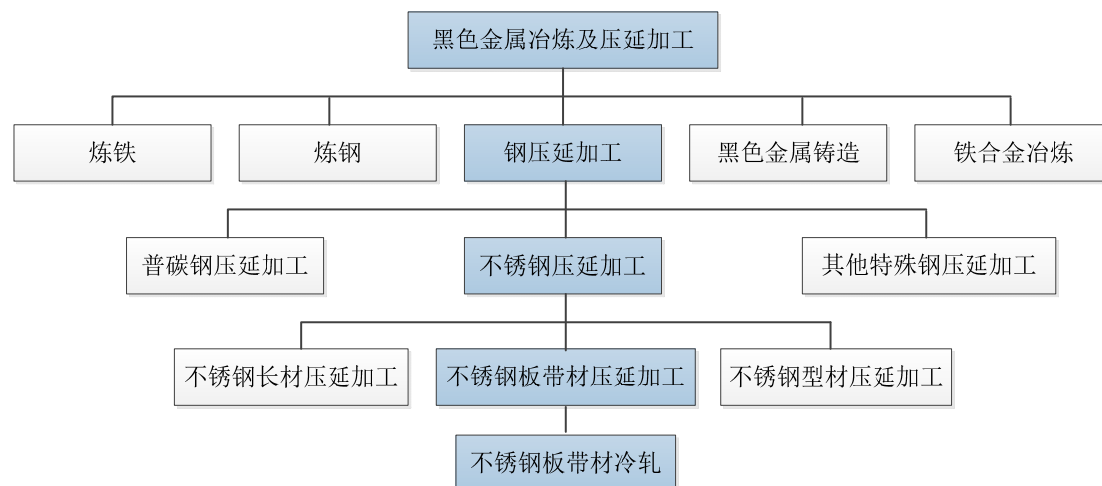 黑色金属冶炼及压延加工
炼铁
炼钢
钢压延加工
黑色金属铸造
铁合金冶炼
普碳钢压延加工
不锈钢压延加工
其他特殊钢压延加工
不锈钢长材压延加工
不锈钢板带材压延加工
不锈钢型材压延加工
不锈钢板带材冷轧